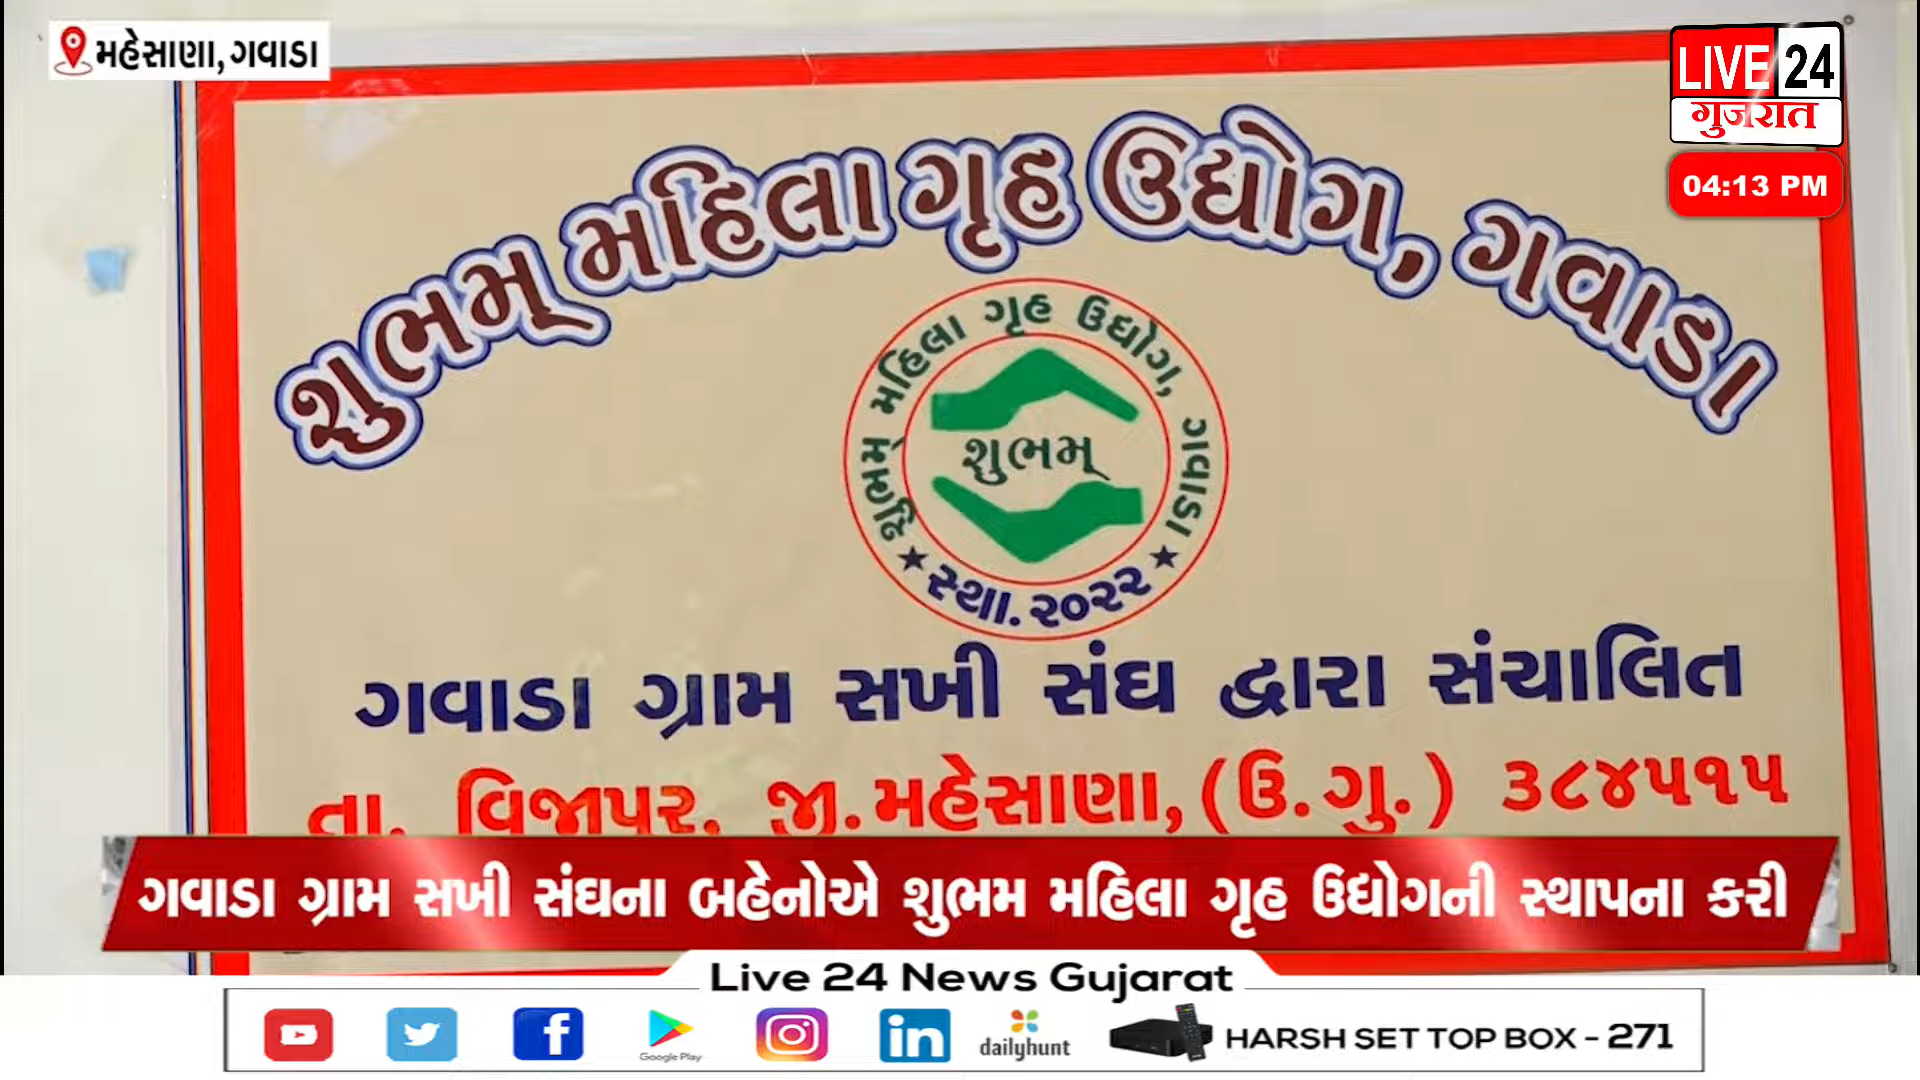 મહેસાણા, ગવાડા
LIVE 24
ગુજરાત
04:13 PM
શુભમ્ મહિલા ગૃહ ઉદ્યોગ, ગવાડા
શુભમ્ મહિલા ગૃહ ઉદ્યોગ, ગવાડા
શુભમ્
★ સ્થા. ૨૦૨૨ ★
ગવાડા ગ્રામ સખી સંઘ દ્વારા સંચાલિત
તા. વિજાપુર, જી. મહેસાણા, (ઉ. ગુ.) ૩૮૪૫૧૫
ગવાડા ગ્રામ સખી સંઘના બહેનોએ શુભમ મહિલા ગૃહ ઉદ્યોગની સ્થાપના કરી
Live 24 News Gujarat
Google Play
dailyhunt
HARSH SET TOP BOX - 271